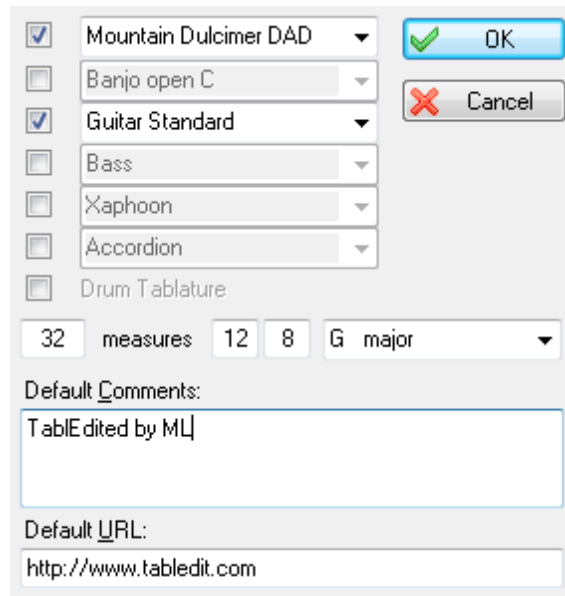 Mountain Dulcimer DAD
OK
Banjo open C
Cancel
Guitar Standard
Bass
Xaphoon
Accordion
Drum Tablature
32 measures 12 8 G major
Default Comments:
TablEdited by ML
Default URL:
http://www.tabledit.com